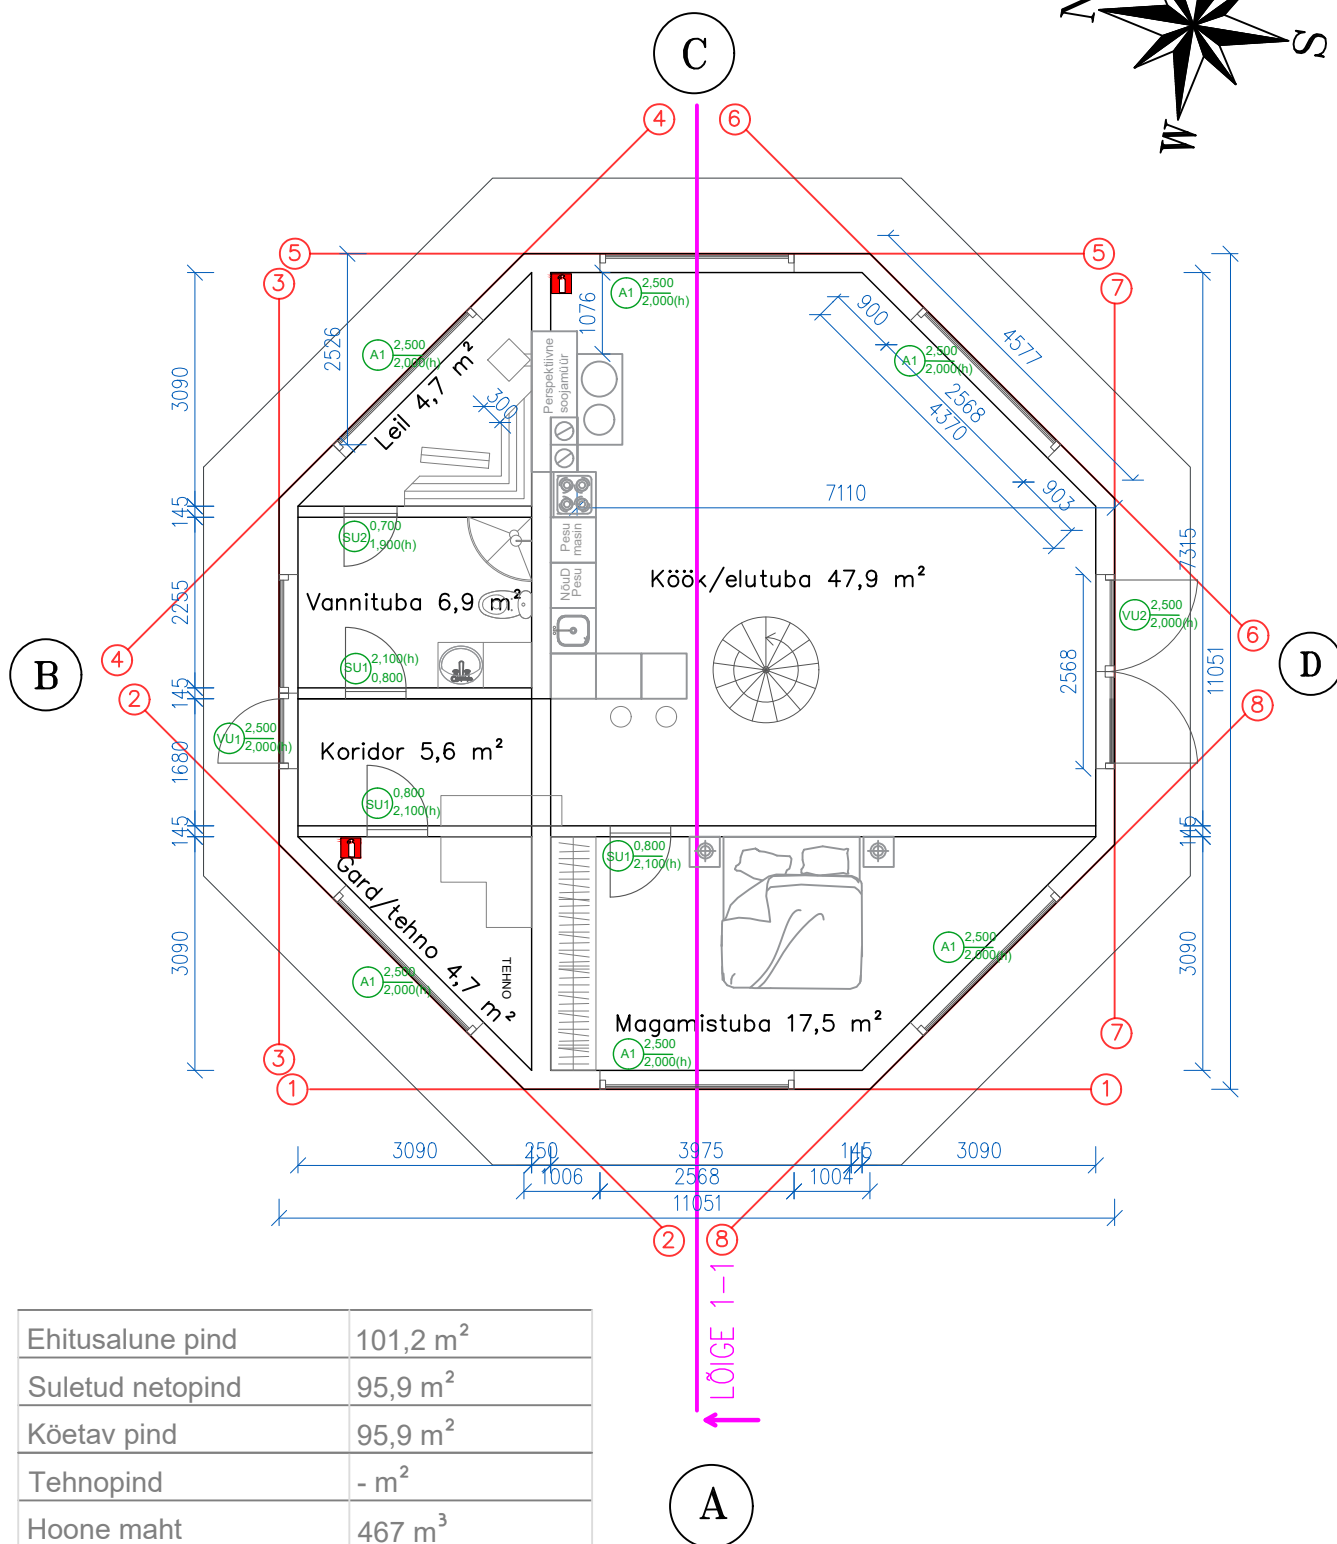 C
S
W
4
6
5
5
3
7
A1 2,500
2,000(h)
1076
2526
A1 2,500
2,000(h)
900
4577
A1 2,500
2,000(h)
2568
4370
903
3090
Leil 4,7 m²
300
Perspektiivne
soojamüür
7110
145
SU2 0,700
1,900(h)
Pesu
masin
7315
2255
Vannituba 6,9 m²
NõuD
Pesu
Köök/elutuba 47,9 m²
VU2 2,500
2,000(h)
4
6
B
SU1 2,100(h)
0,800
2568
11051
D
145
2
8
VU1 2,500
2,000(h)
1680
Koridor 5,6 m²
SU1 0,800
2,100(h)
145
145
SU1 0,800
2,100(h)
Gard/tehno 4,7 m²
A1 2,500
2,000(h)
3090
A1 2,500
2,000(h)
TEHNO
3090
Magamistuba 17,5 m²
A1 2,500
2,000(h)
3
7
1
1
3090
250
3975
145
3090
1006
2568
1004
11051
2
8
LÕIGE 1-1
Ehitusalune pind 101,2 m²
Suletud netopind 95,9 m²
Köetav pind 95,9 m²
Tehnopind - m²
Hoone maht 467 m³
A